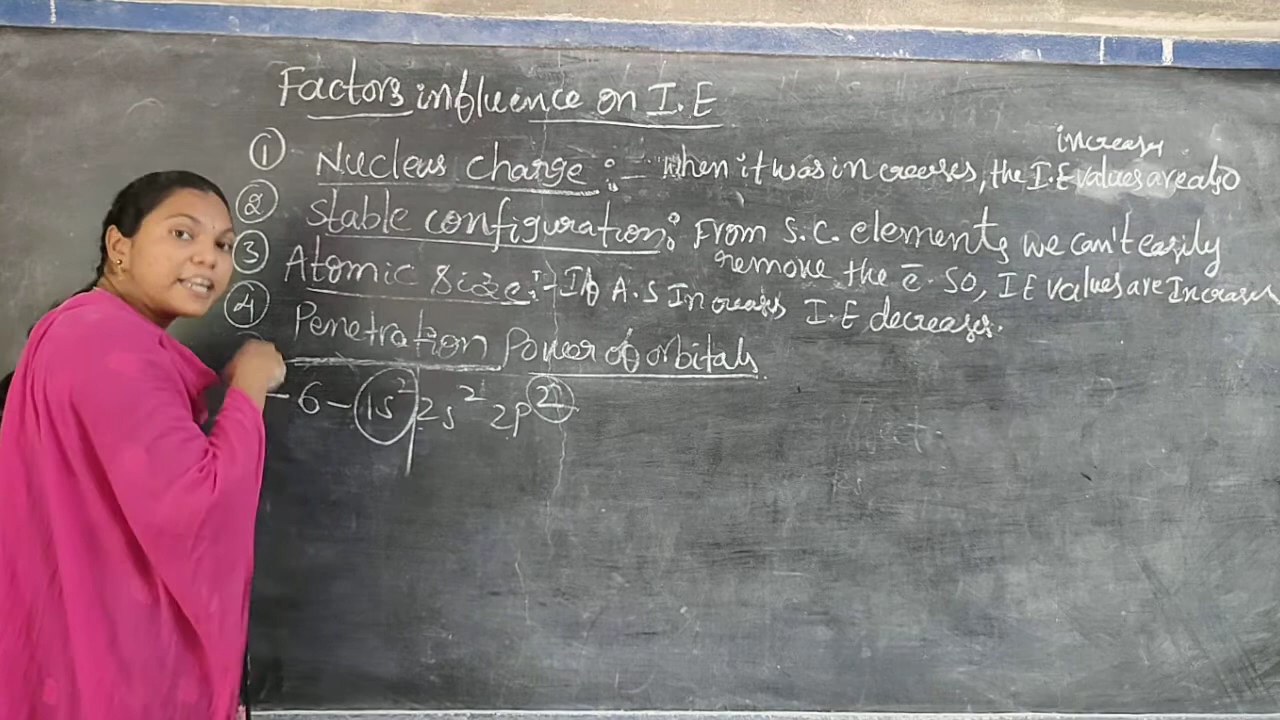 Factors influence on I.E
① Nucleus charge :- when it was increases, the I.E values are also increases
② Stable configuration: From S.C. elements we can't easily
remove the e̅. So, I E values are Increases
③ Atomic Size:- If A.S Increases I.E decreases.
④ Penetration Power of orbitals
- 6 - 1s² 2s² 2p²